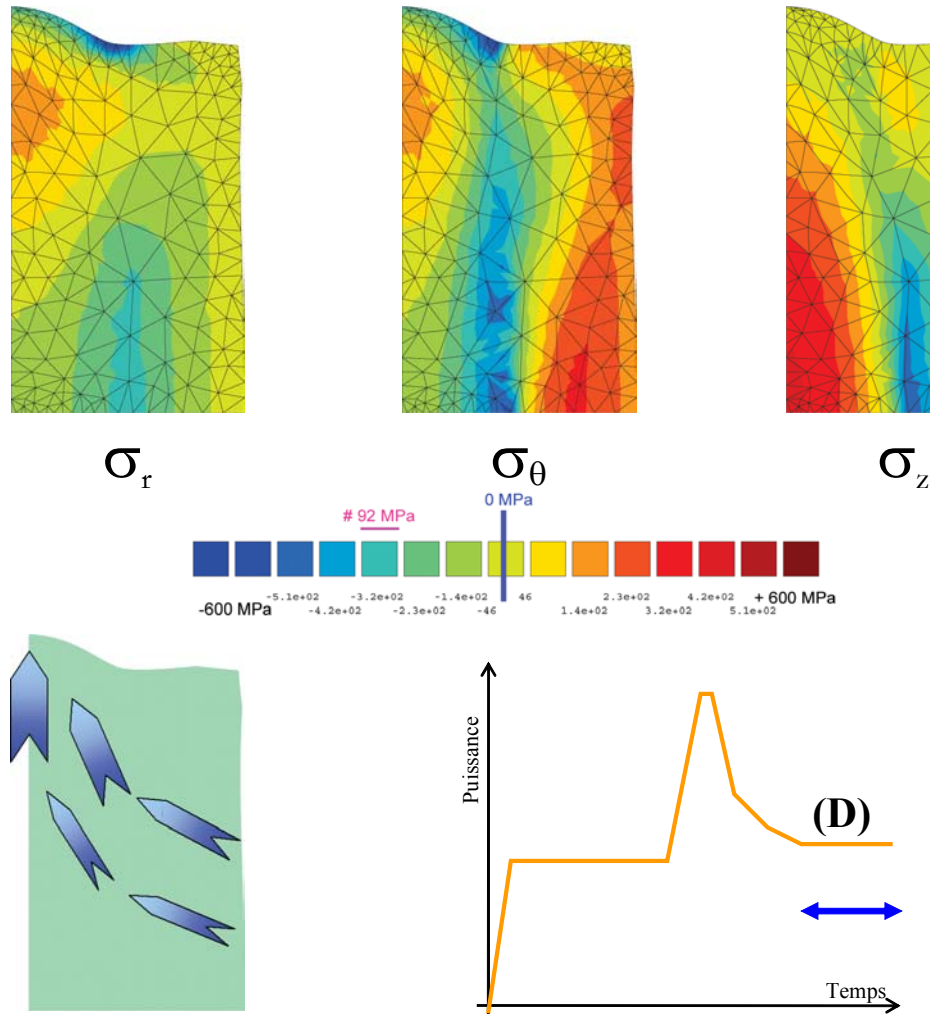 σr
σθ
σz
0 MPa
# 92 MPa
-5.1e+02 -3.2e+02 -1.4e+02 46 2.3e+02 4.2e+02
-600 MPa -4.2e+02 -2.3e+02 -46 1.4e+02 3.2e+02 5.1e+02 + 600 MPa
Puissance
(D)
Temps